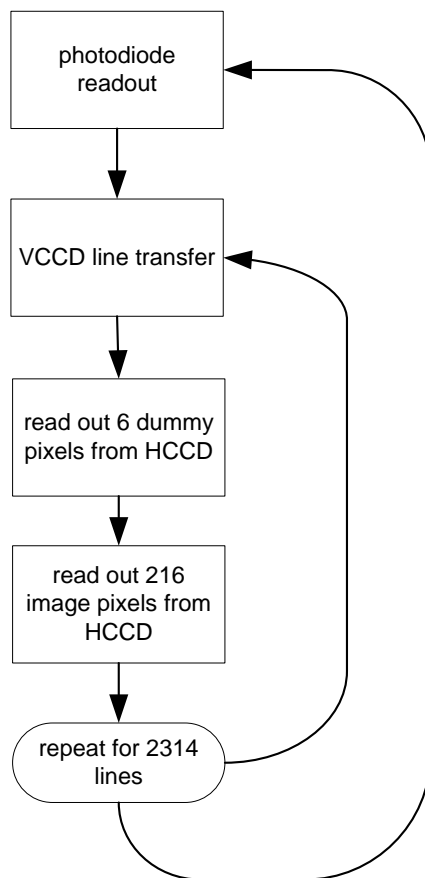 photodiode
readout
VCCD line transfer
read out 6 dummy
pixels from HCCD
read out 216
image pixels from
HCCD
repeat for 2314
lines